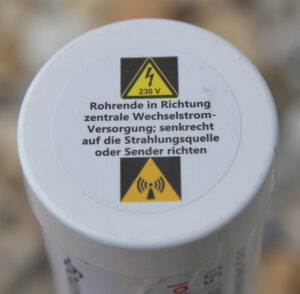 230 V
Rohrende in Richtung
zentrale Wechselstrom-
Versorgung; senkrecht
auf die Strahlungsquelle
oder Sender richten